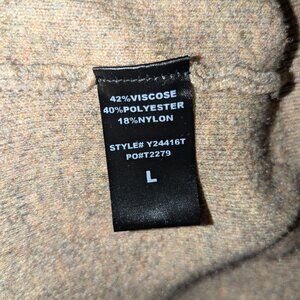 42%VISCOSE
40%POLYESTER
18%NYLON
STYLE# Y24416T
PO#T2279
L